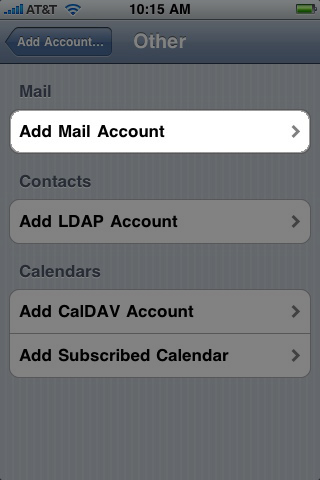 AT&T 10:15 AM
Add Account... Other
Mail
Add Mail Account
Contacts
Add LDAP Account
Calendars
Add CalDAV Account
Add Subscribed Calendar